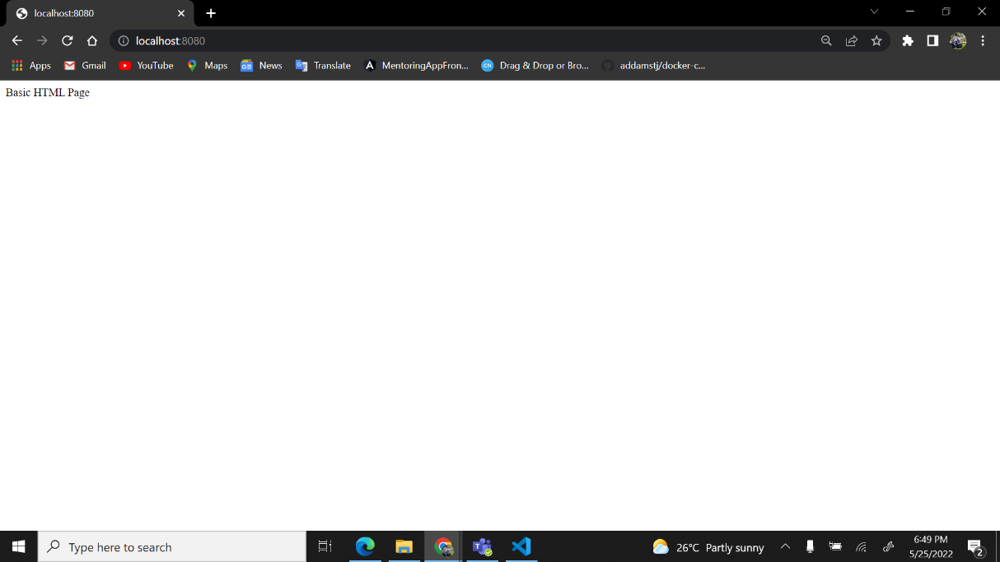 localhost:8080
localhost:8080
Apps Gmail YouTube Maps News Translate MentoringAppFron... Drag & Drop or Bro... addamstj/docker-c...
Basic HTML Page
Type here to search
26°C Partly sunny
6:49 PM
5/25/2022
2